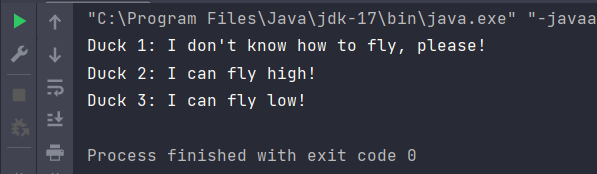 "C:\Program Files\Java\jdk-17\bin\java.exe" "-javaa
Duck 1: I don't know how to fly, please!
Duck 2: I can fly high!
Duck 3: I can fly low!
Process finished with exit code 0